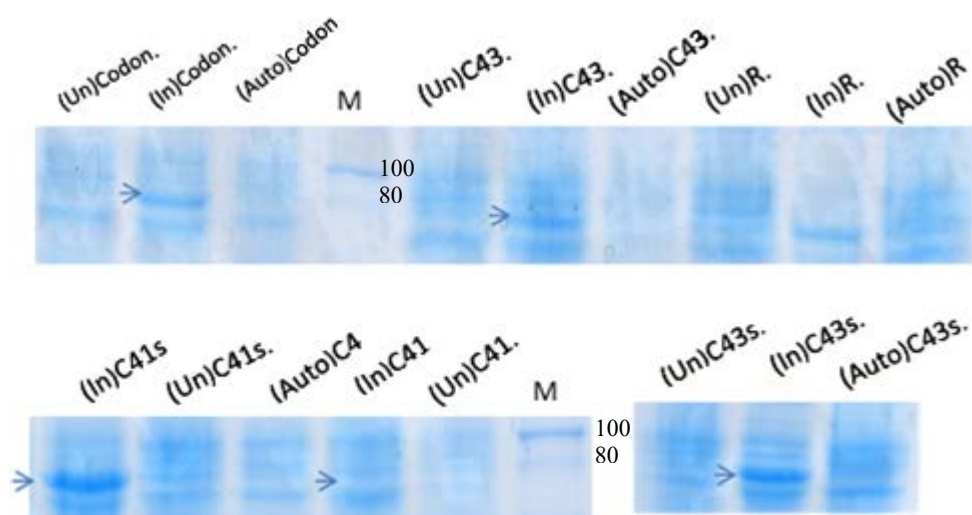 (Un)Codon. (In)Codon. (Auto)Codon M (Un)C43. (In)C43. (Auto)C43. (Un)R. (In)R. (Auto)R
100
80
(In)C41s (Un)C41s. (Auto)C4 (In)C41 (Un)C41. M (Un)C43s. (In)C43s. (Auto)C43s.
100
80